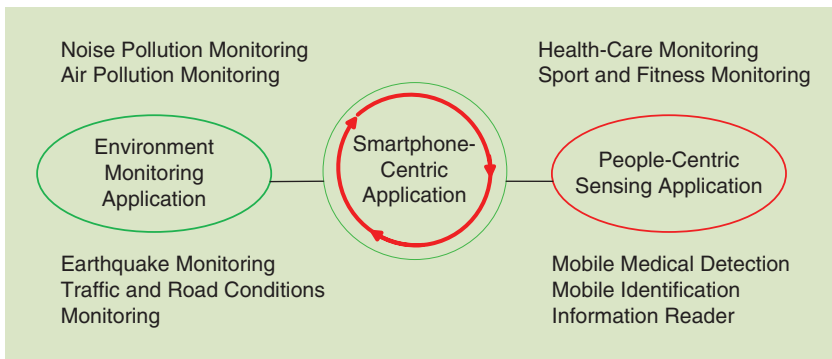 Noise Pollution Monitoring
Air Pollution Monitoring
Environment
Monitoring
Application
Earthquake Monitoring
Traffic and Road Conditions
Monitoring
Smartphone-
Centric
Application
Health-Care Monitoring
Sport and Fitness Monitoring
People-Centric
Sensing Application
Mobile Medical Detection
Mobile Identification
Information Reader